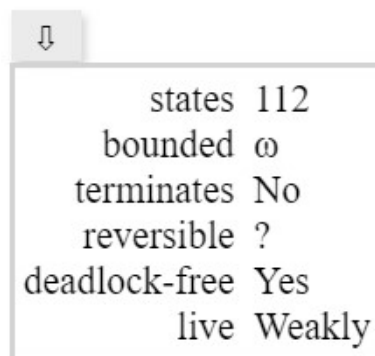 ⇩
states 112
bounded ω
terminates No
reversible ?
deadlock-free Yes
live Weakly